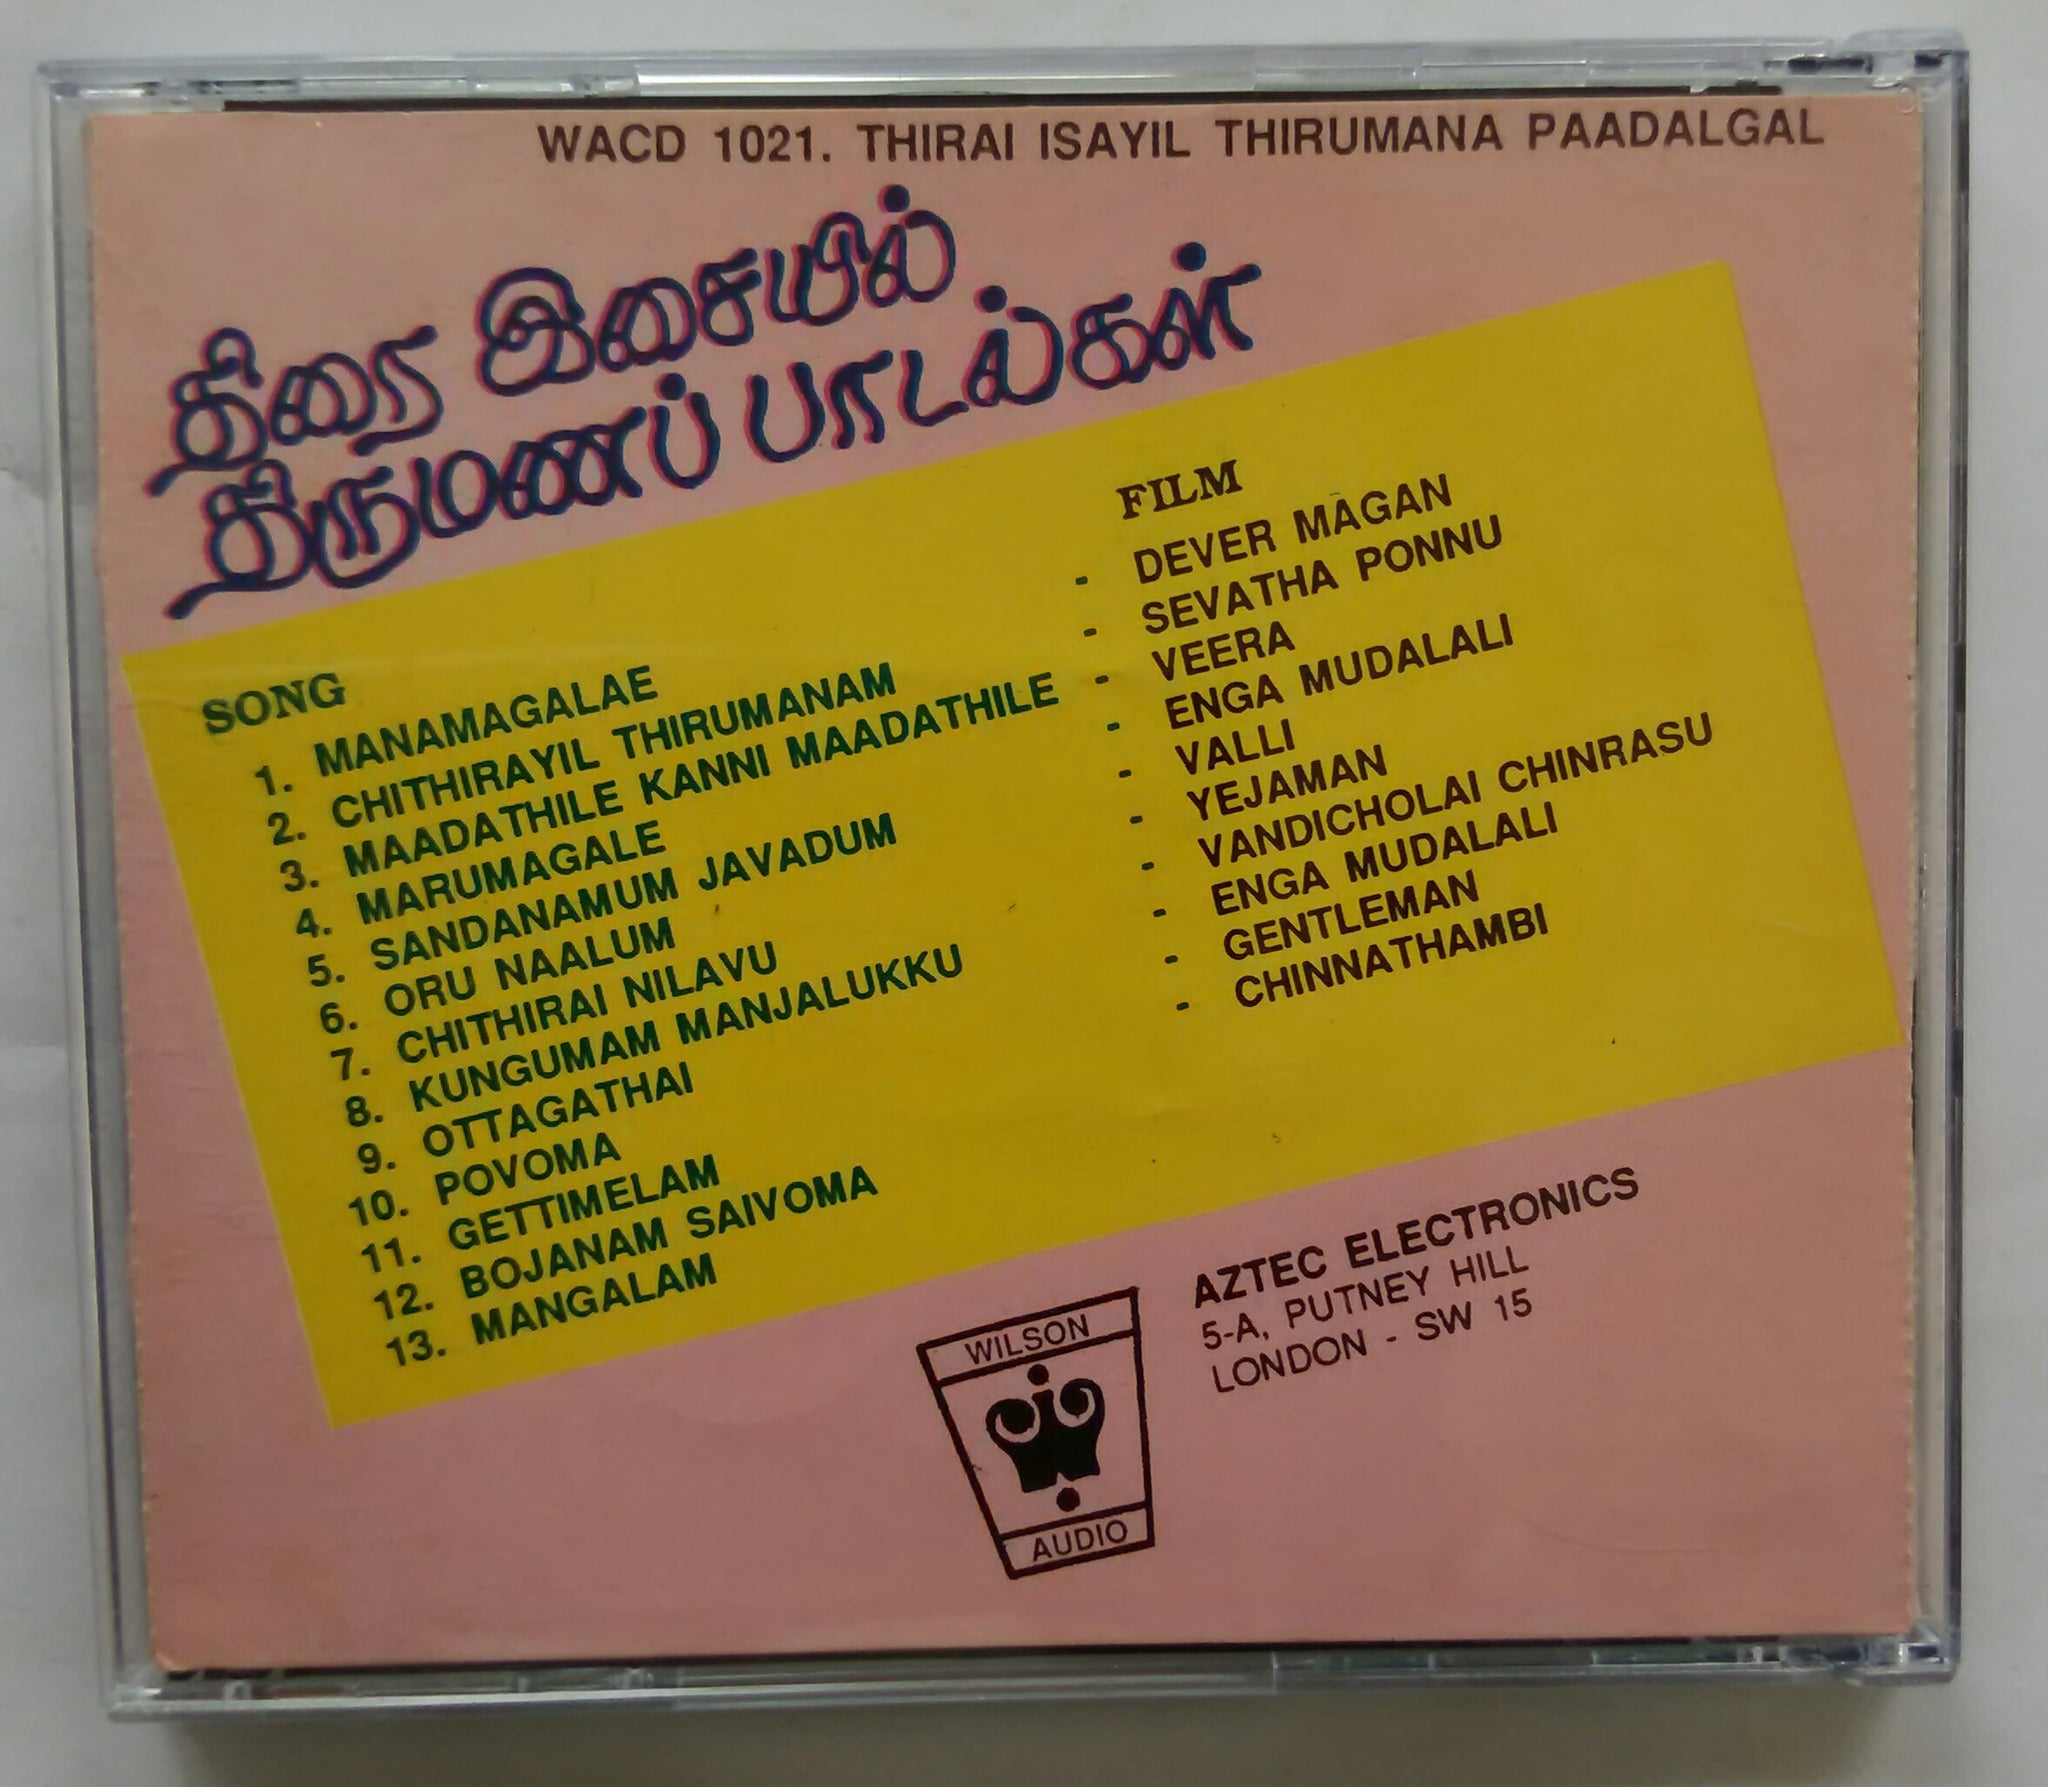 WACD 1021. THIRAI ISAYIL THIRUMANA PAADALGAL
திரை இசையில்
திருமணப் பாடல்கள்
SONG
FILM
1. MANAMAGALAE - DEVER MAGAN
2. CHITHIRAYIL THIRUMANAM - SEVATHA PONNU
3. MAADATHILE KANNI MAADATHILE - VEERA
4. MARUMAGALE - ENGA MUDALALI
5. SANDANAMUM JAVADUM - VALLI
6. ORU NAALUM - YEJAMAN
7. CHITHIRAI NILAVU - VANDICHOLAI CHINRASU
8. KUNGUMAM MANJALUKKU - ENGA MUDALALI
9. OTTAGATHAI - GENTLEMAN
10. POVOMA - CHINNATHAMBI
11. GETTIMELAM
12. BOJANAM SAIVOMA
13. MANGALAM
WILSON
AUDIO
AZTEC ELECTRONICS
5-A, PUTNEY HILL
LONDON - SW 15